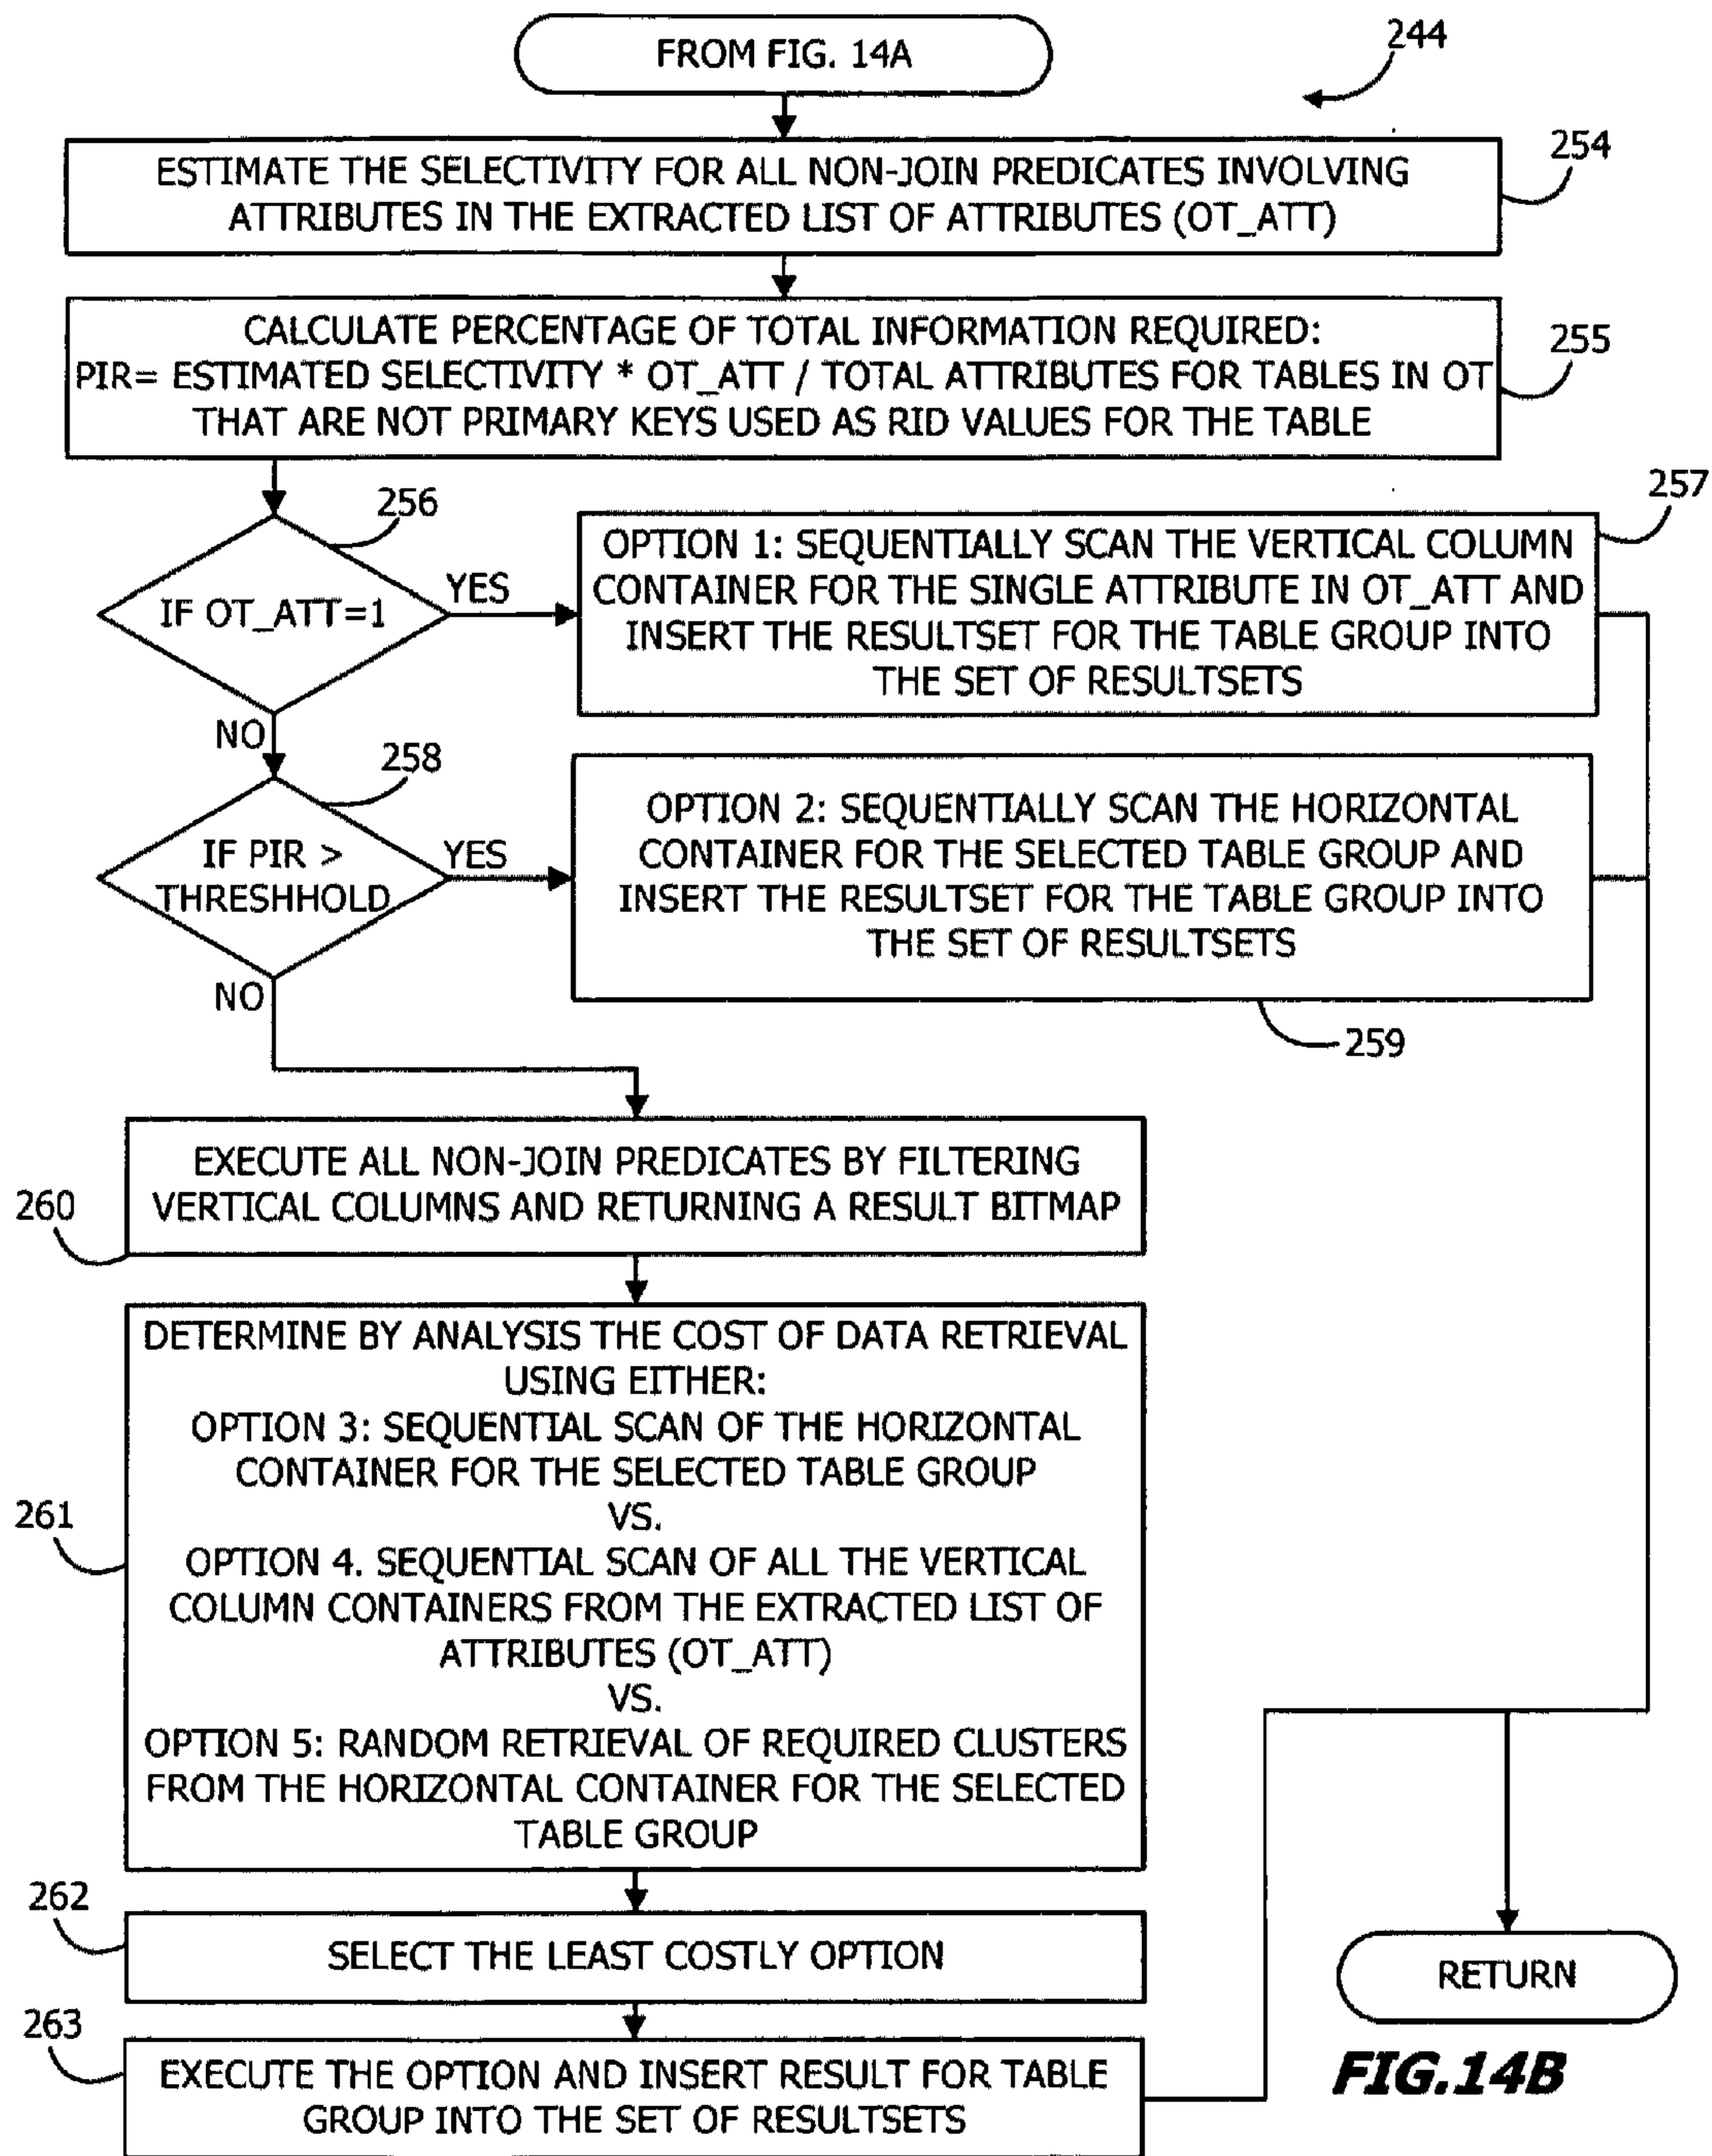 FROM FIG. 14A
244
ESTIMATE THE SELECTIVITY FOR ALL NON-JOIN PREDICATES INVOLVING
ATTRIBUTES IN THE EXTRACTED LIST OF ATTRIBUTES (OT_ATT)
254
CALCULATE PERCENTAGE OF TOTAL INFORMATION REQUIRED:
PIR= ESTIMATED SELECTIVITY * OT_ATT / TOTAL ATTRIBUTES FOR TABLES IN OT
THAT ARE NOT PRIMARY KEYS USED AS RID VALUES FOR THE TABLE
255
256
IF OT_ATT=1
YES
NO
OPTION 1: SEQUENTIALLY SCAN THE VERTICAL COLUMN
CONTAINER FOR THE SINGLE ATTRIBUTE IN OT_ATT AND
INSERT THE RESULTSET FOR THE TABLE GROUP INTO
THE SET OF RESULTSETS
257
258
IF PIR >
THRESHHOLD
YES
NO
OPTION 2: SEQUENTIALLY SCAN THE HORIZONTAL
CONTAINER FOR THE SELECTED TABLE GROUP AND
INSERT THE RESULTSET FOR THE TABLE GROUP INTO
THE SET OF RESULTSETS
259
EXECUTE ALL NON-JOIN PREDICATES BY FILTERING
VERTICAL COLUMNS AND RETURNING A RESULT BITMAP
260
DETERMINE BY ANALYSIS THE COST OF DATA RETRIEVAL
USING EITHER:
OPTION 3: SEQUENTIAL SCAN OF THE HORIZONTAL
CONTAINER FOR THE SELECTED TABLE GROUP
VS.
OPTION 4. SEQUENTIAL SCAN OF ALL THE VERTICAL
COLUMN CONTAINERS FROM THE EXTRACTED LIST OF
ATTRIBUTES (OT_ATT)
VS.
OPTION 5: RANDOM RETRIEVAL OF REQUIRED CLUSTERS
FROM THE HORIZONTAL CONTAINER FOR THE SELECTED
TABLE GROUP
261
262
SELECT THE LEAST COSTLY OPTION
263
EXECUTE THE OPTION AND INSERT RESULT FOR TABLE
GROUP INTO THE SET OF RESULTSETS
RETURN
FIG.14B